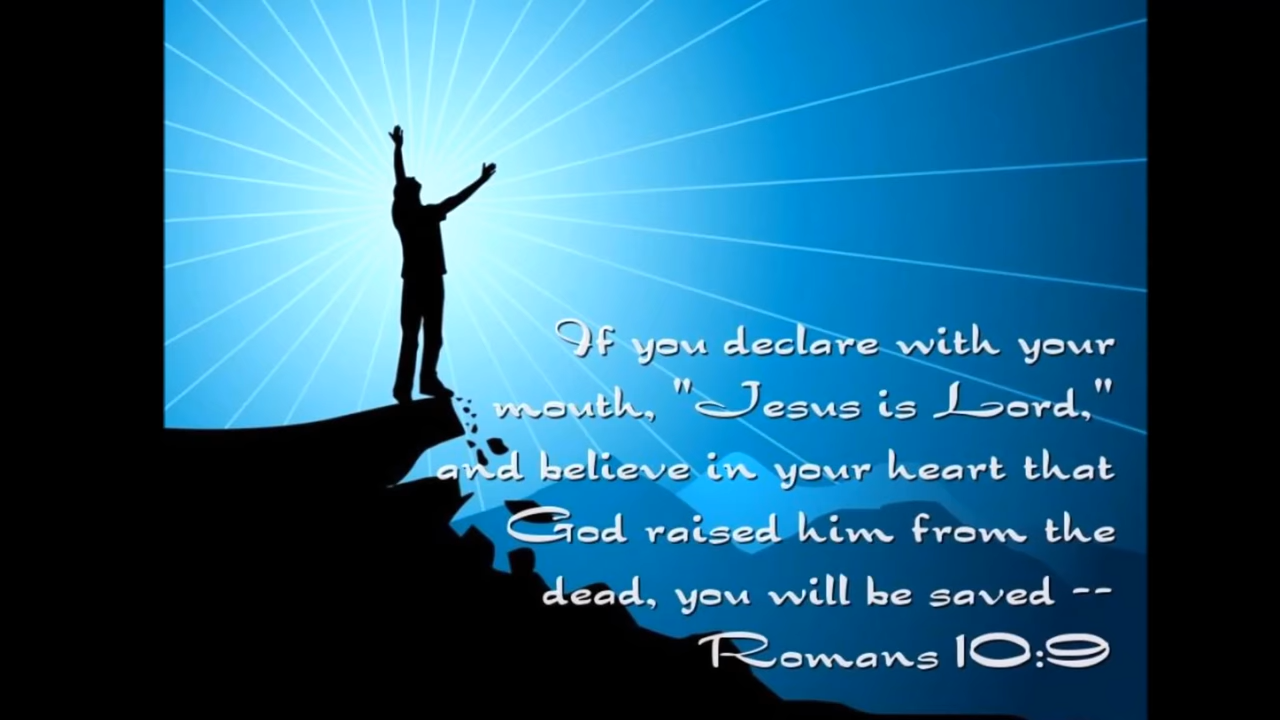 If you declare with your
mouth, "Jesus is Lord,"
and believe in your heart that
God raised him from the
dead, you will be saved --
Romans 10:9